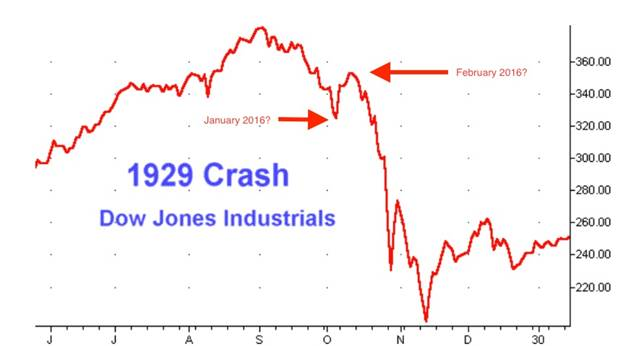 360.00
February 2016?
340.00
January 2016?
320.00
300.00
1929 Crash
280.00
Dow Jones Industrials
260.00
240.00
220.00
J J A S O N D 30